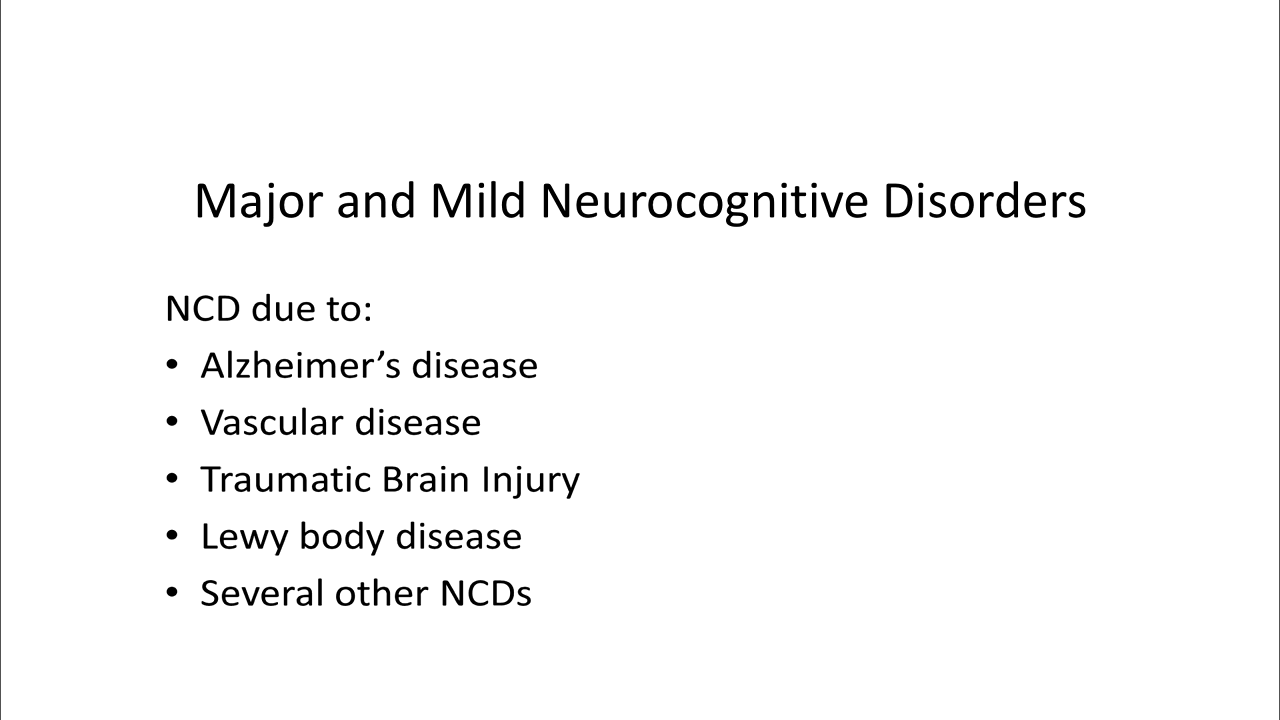 Major and Mild Neurocognitive Disorders
NCD due to:
• Alzheimer’s disease
• Vascular disease
• Traumatic Brain Injury
• Lewy body disease
• Several other NCDs